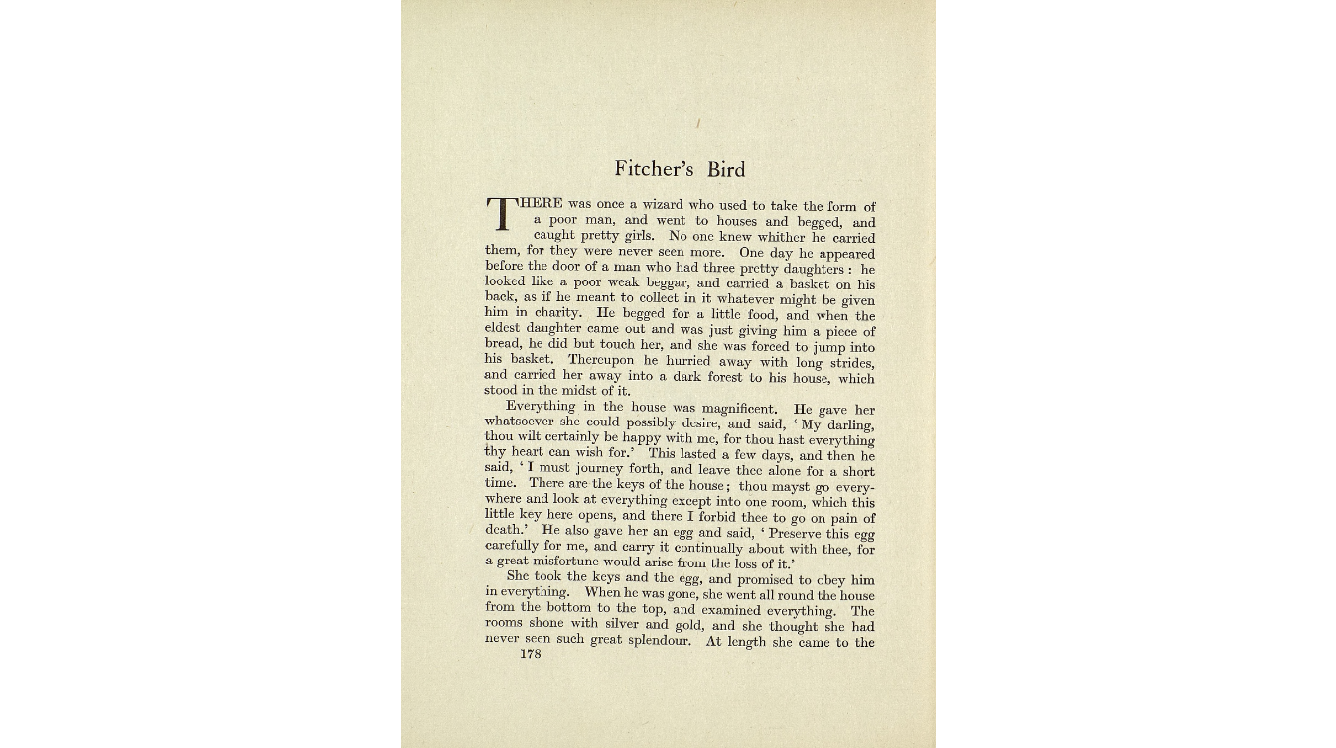 Fitcher's Bird
THERE was once a wizard who used to take the form of
a poor man, and went to houses and begged, and
caught pretty girls. No one knew whither he carried
them, for they were never seen more. One day he appeared
before the door of a man who had three pretty daughters : he
looked like a poor weak beggar, and carried a basket on his
back, as if he meant to collect in it whatever might be given
him in charity. He begged for a little food, and when the
eldest daughter came out and was just giving him a piece of
bread, he did but touch her, and she was forced to jump into
his basket. Thereupon he hurried away with long strides,
and carried her away into a dark forest to his house, which
stood in the midst of it.
Everything in the house was magnificent. He gave her
whatsoever she could possibly desire, and said, ‘ My darling,
thou wilt certainly be happy with me, for thou hast everything
thy heart can wish for.’ This lasted a few days, and then he
said, ‘ I must journey forth, and leave thee alone for a short
time. There are the keys of the house ; thou mayst go every-
where and look at everything except into one room, which this
little key here opens, and there I forbid thee to go on pain of
death.’ He also gave her an egg and said, ‘ Preserve this egg
carefully for me, and carry it continually about with thee, for
a great misfortune would arise from the loss of it.’
She took the keys and the egg, and promised to obey him
in everything. When he was gone, she went all round the house
from the bottom to the top, and examined everything. The
rooms shone with silver and gold, and she thought she had
never seen such great splendour. At length she came to the
178